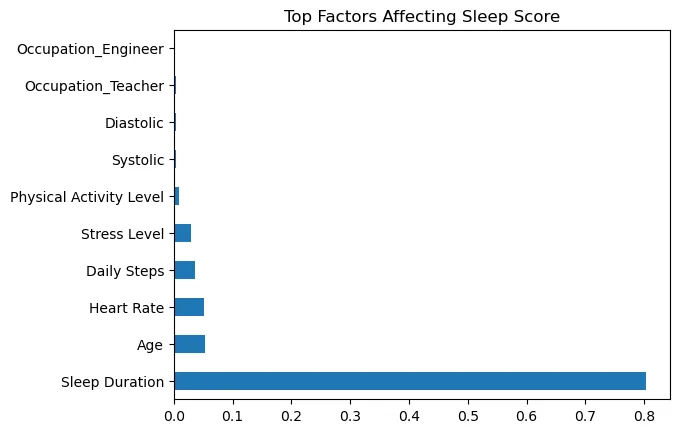 Top Factors Affecting Sleep Score
Occupation_Engineer
Occupation_Teacher
Diastolic
Systolic
Physical Activity Level
Stress Level
Daily Steps
Heart Rate
Age
Sleep Duration
0.0 0.1 0.2 0.3 0.4 0.5 0.6 0.7 0.8